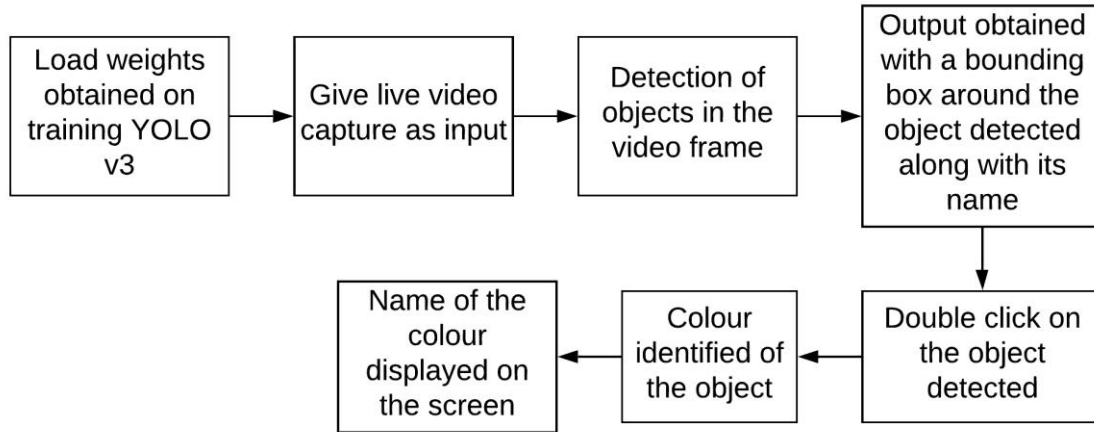 Load weights
obtained on
training YOLO
v3
Give live video
capture as input
Detection of
objects in the
video frame
Output obtained
with a bounding
box around the
object detected
along with its
name
Double click on
the object
detected
Colour
identified of
the object
Name of the
colour
displayed on
the screen